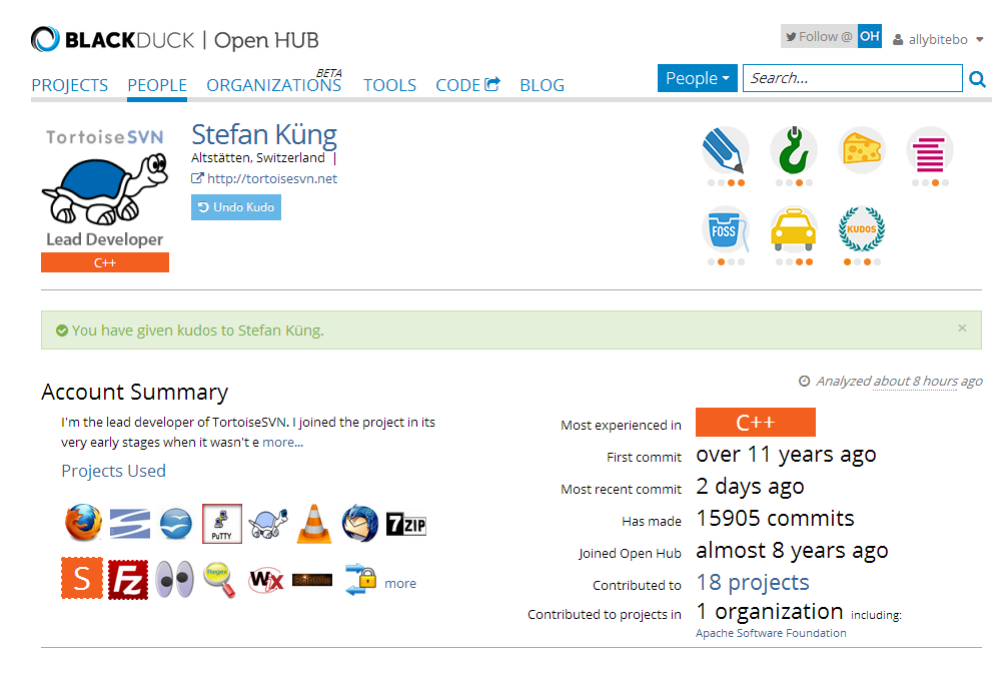 BLACKDUCK | Open HUB
Follow @ OH
allybitebo
PROJECTS PEOPLE ORGANIZATIONS BETA TOOLS CODE BLOG
People Search...
TortoiseSVN
Lead Developer
C++
Stefan Küng
Altstätten, Switzerland |
http://tortoisesvn.net
Undo Kudo
FOSS
KUDOS
You have given kudos to Stefan Küng. ×
Analyzed about 8 hours ago
Account Summary
I'm the lead developer of TortoiseSVN. I joined the project in its
very early stages when it wasn't e more...
Projects Used
PuTTY
7ZIP
S
FZ
Regex
WX
more
Most experienced in C++
First commit over 11 years ago
Most recent commit 2 days ago
Has made 15905 commits
Joined Open Hub almost 8 years ago
Contributed to 18 projects
Contributed to projects in 1 organization including:
Apache Software Foundation